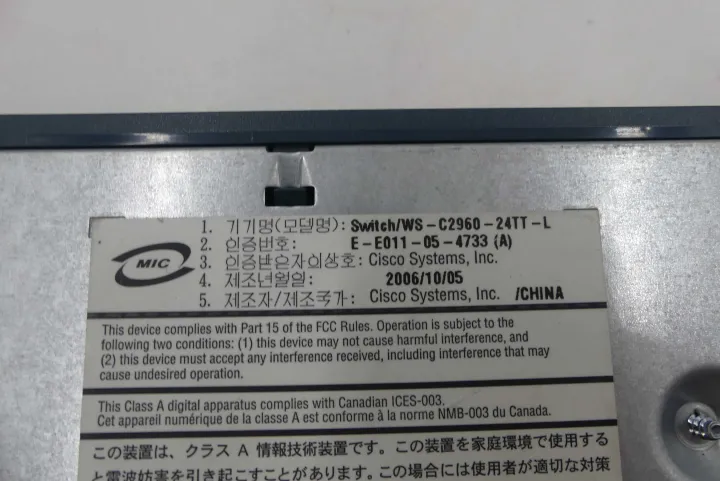 1. 기기명(모델명): Switch/WS-C2960-24TT-L
2. 인증번호: E-E011-05-4733 (A)
MIC
3. 인증받은자의상호: Cisco Systems, Inc.
4. 제조년월일: 2006/10/05
5. 제조자/제조국가: Cisco Systems, Inc. /CHINA
This device complies with Part 15 of the FCC Rules. Operation is subject to the
following two conditions: (1) this device may not cause harmful interference, and
(2) this device must accept any interference received, including interference that may
cause undesired operation.
This Class A digital apparatus complies with Canadian ICES-003.
Cet appareil numérique de la classe A est conforme à la norme NMB-003 du Canada.
この装置は、クラス A 情報技術装置です。この装置を家庭環境で使用する
と電波妨害を引き起こすことがあります。この場合には使用者が適切な対策